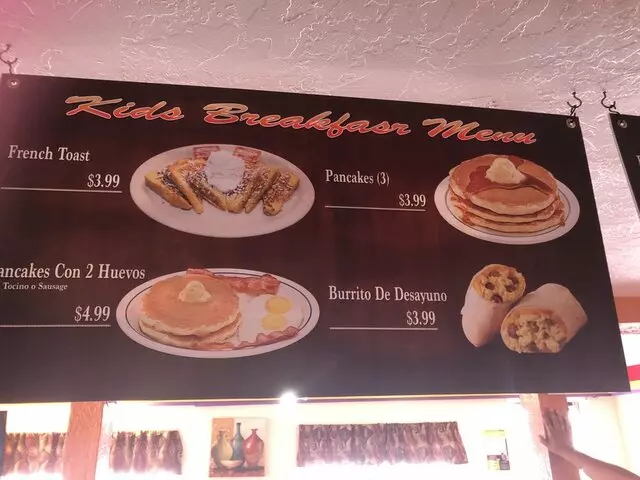 Kids Breakfasr Menu
French Toast
$3.99
Pancakes (3)
$3.99
ancakes Con 2 Huevos
Tocino o Sausage
$4.99
Burrito De Desayuno
$3.99